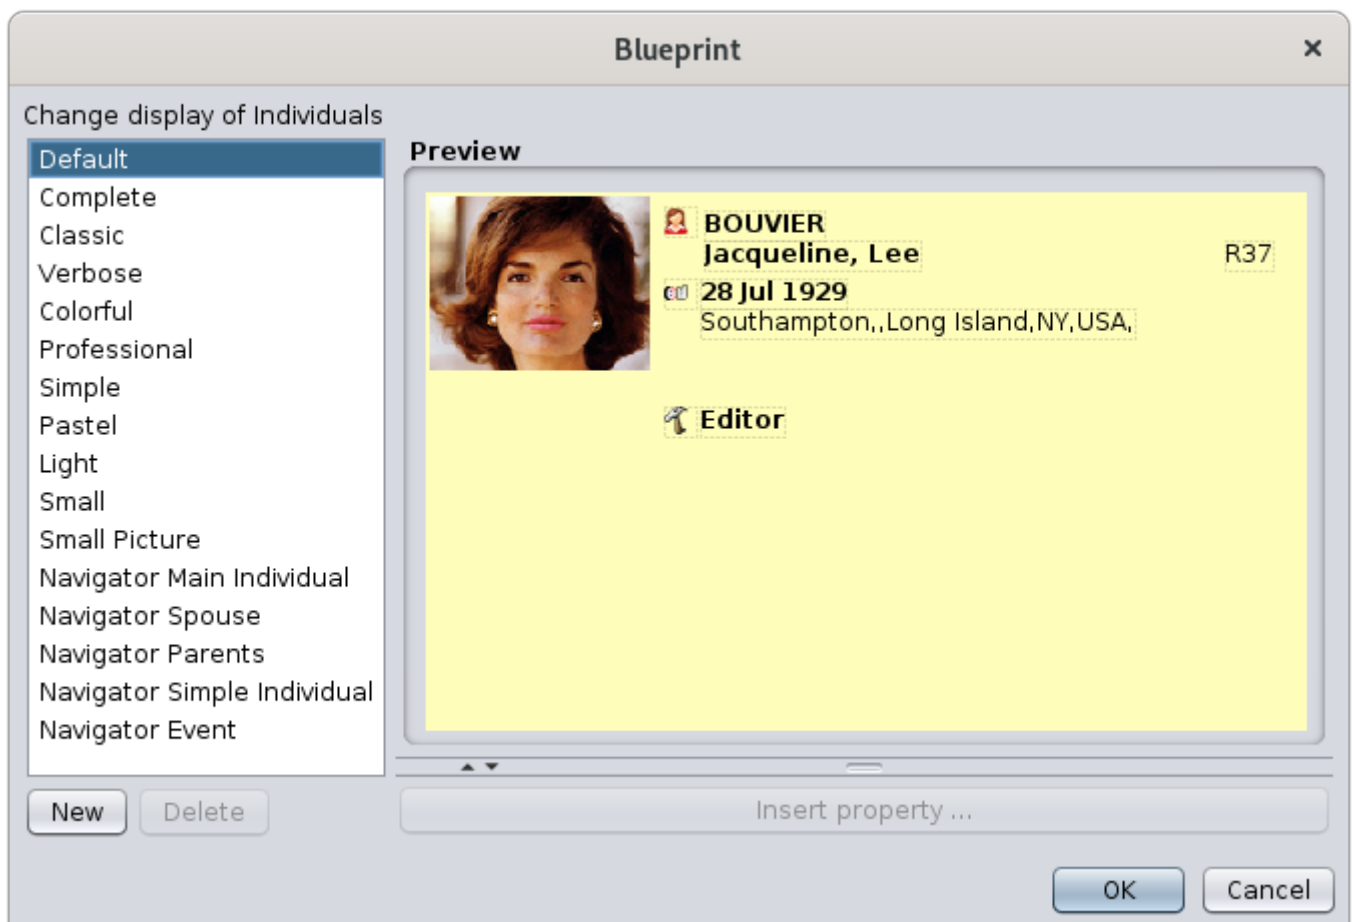 Blueprint
Change display of Individuals
Default
Complete
Classic
Verbose
Colorful
Professional
Simple
Pastel
Light
Small
Small Picture
Navigator Main Individual
Navigator Spouse
Navigator Parents
Navigator Simple Individual
Navigator Event
New
Delete
Preview
BOUVIER
Jacqueline, Lee
R37
28 Jul 1929
Southampton,,Long Island,NY,USA,
Editor
Insert property ...
OK
Cancel